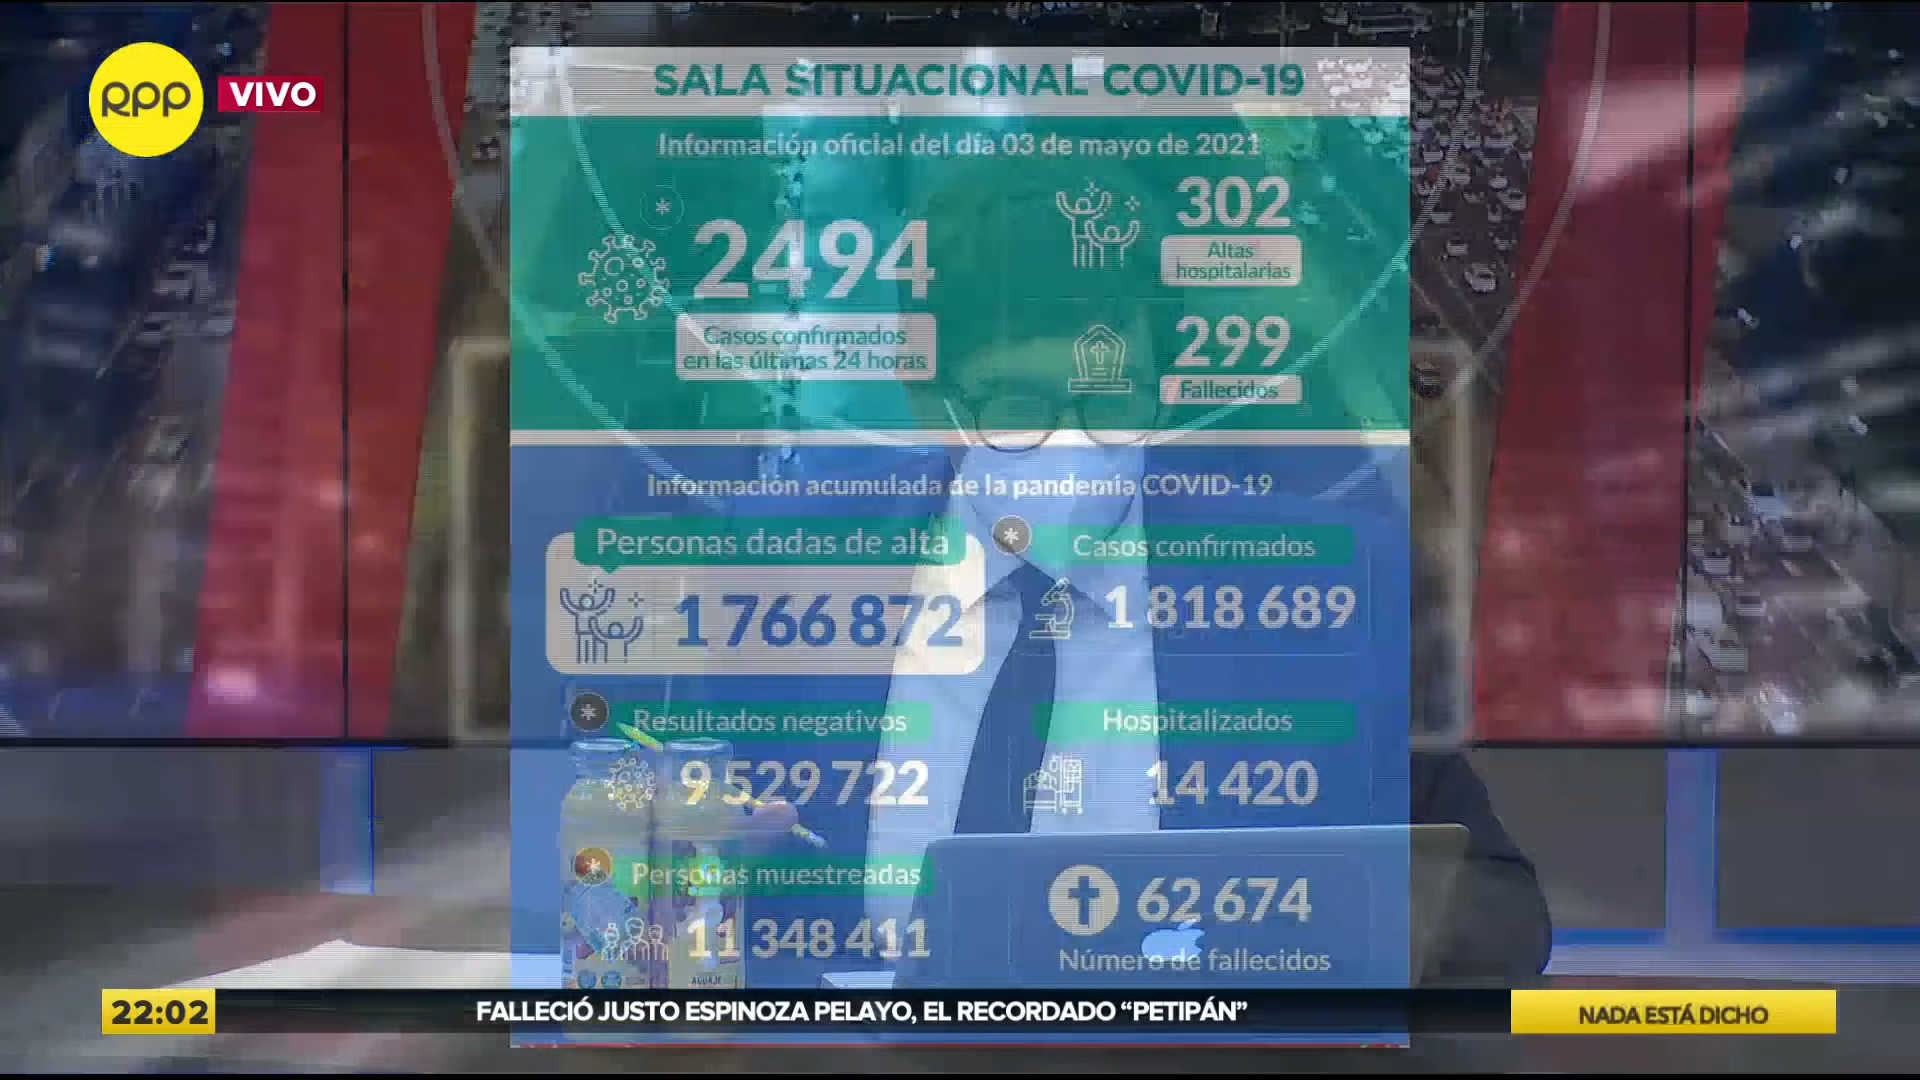 RPP
VIVO
SALA SITUACIONAL COVID-19
Información oficial del día 03 de mayo de 2021
*
2494
Casos confirmados
en las últimas 24 horas
302
Altas
hospitalarias
299
Fallecidos
Información acumulada de la pandemia COVID-19
Personas dadas de alta
1 766 872
*
Casos confirmados
1 818 689
*
Resultados negativos
9 529 722
Hospitalizados
14 420
*
Personas muestreadas
11 348 411
62 674
Número de fallecidos
AGUAJE
22:02
FALLECIÓ JUSTO ESPINOZA PELAYO, EL RECORDADO “PETIPÁN”
NADA ESTÁ DICHO